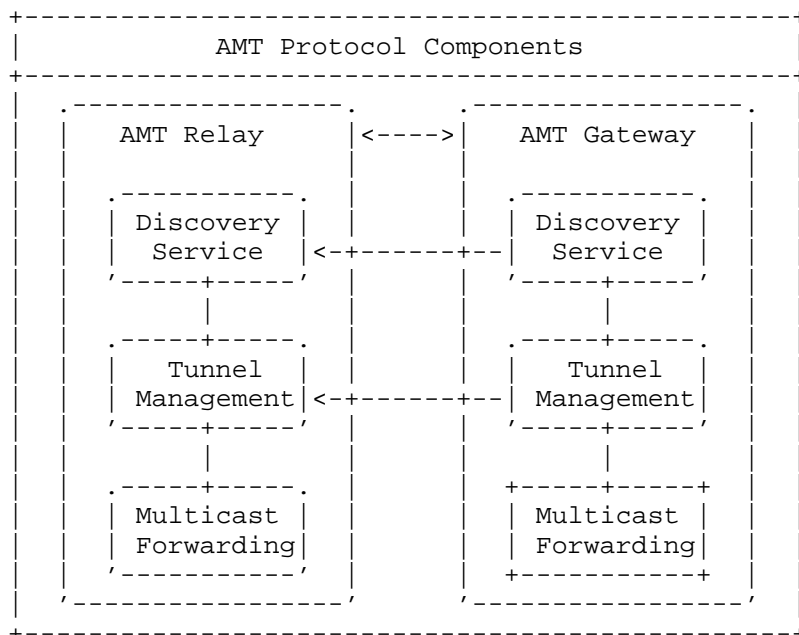 AMT Protocol Components
AMT Relay AMT Gateway
Discovery Discovery
Service Service
Tunnel Tunnel
Management Management
Multicast Multicast
Forwarding Forwarding